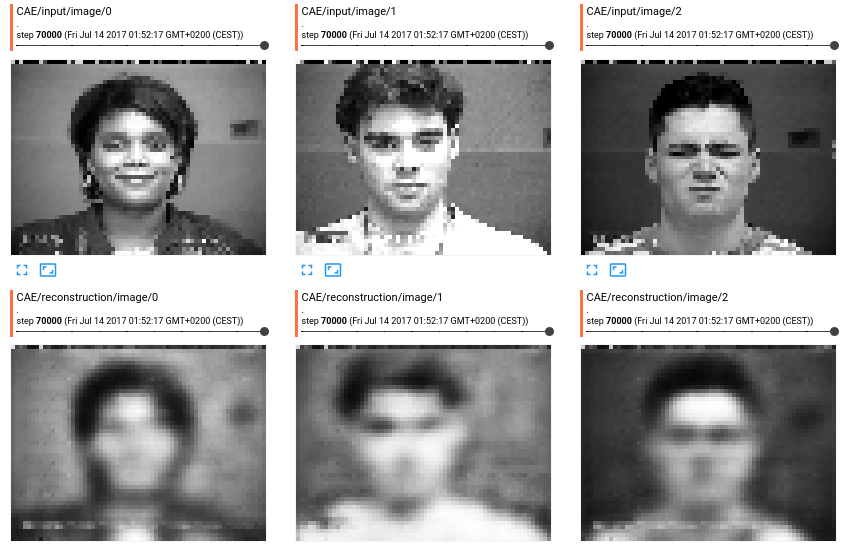 CAE/input/image/0
.
step 70000 (Fri Jul 14 2017 01:52:17 GMT+0200 (CEST))
CAE/input/image/1
.
step 70000 (Fri Jul 14 2017 01:52:17 GMT+0200 (CEST))
CAE/input/image/2
.
step 70000 (Fri Jul 14 2017 01:52:17 GMT+0200 (CEST))
CAE/reconstruction/image/0
.
step 70000 (Fri Jul 14 2017 01:52:17 GMT+0200 (CEST))
CAE/reconstruction/image/1
.
step 70000 (Fri Jul 14 2017 01:52:17 GMT+0200 (CEST))
CAE/reconstruction/image/2
.
step 70000 (Fri Jul 14 2017 01:52:17 GMT+0200 (CEST))